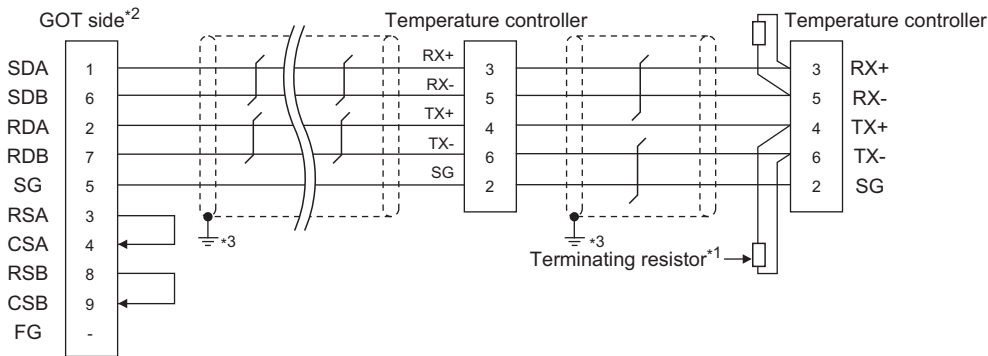 GOT side*2 Temperature controller Temperature controller
SDA 1 RX+ 3 3 RX+
SDB 6 RX- 5 5 RX-
RDA 2 TX+ 4 4 TX+
RDB 7 TX- 6 6 TX-
SG 5 SG 2 2 SG
RSA 3
CSA 4 *3 *3
Terminating resistor*1
RSB 8
CSB 9
FG -